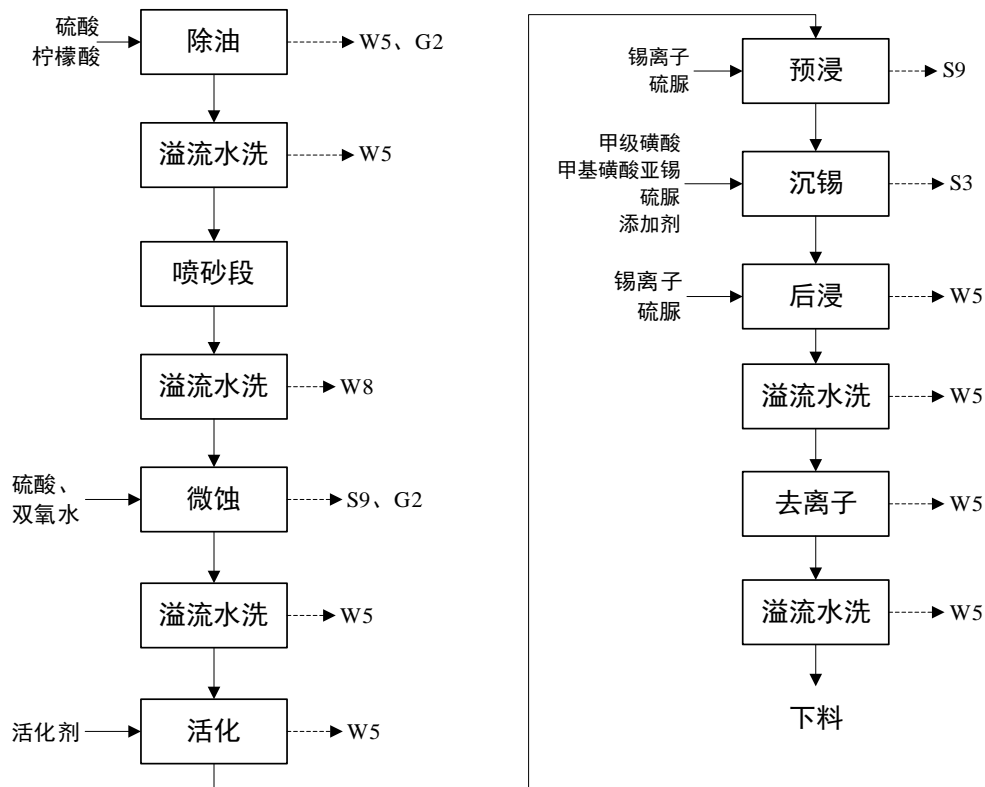 硫酸
柠檬酸
除油
W5、G2
溢流水洗
W5
喷砂段
溢流水洗
W8
硫酸、
双氧水
微蚀
S9、G2
溢流水洗
W5
活化剂
活化
W5
锡离子
硫脲
预浸
S9
甲级磺酸
甲基磺酸亚锡
硫脲
添加剂
沉锡
S3
锡离子
硫脲
后浸
W5
溢流水洗
W5
去离子
W5
溢流水洗
W5
下料